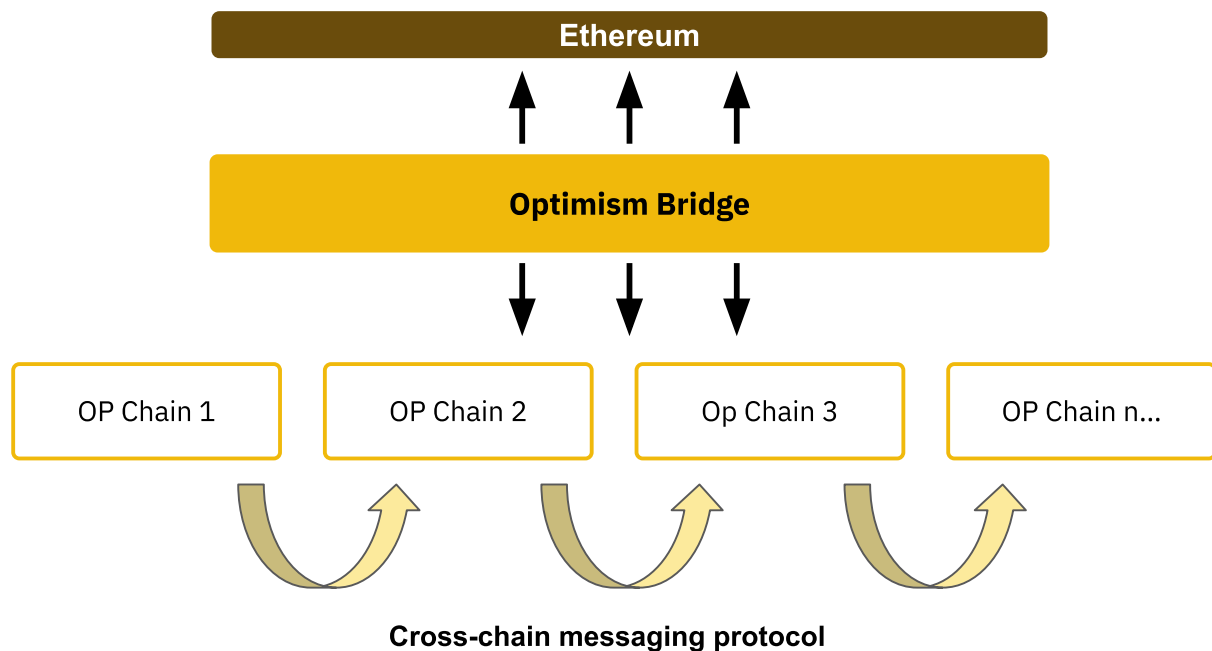 Ethereum
Optimism Bridge
OP Chain 1
OP Chain 2
Op Chain 3
OP Chain n...
Cross-chain messaging protocol